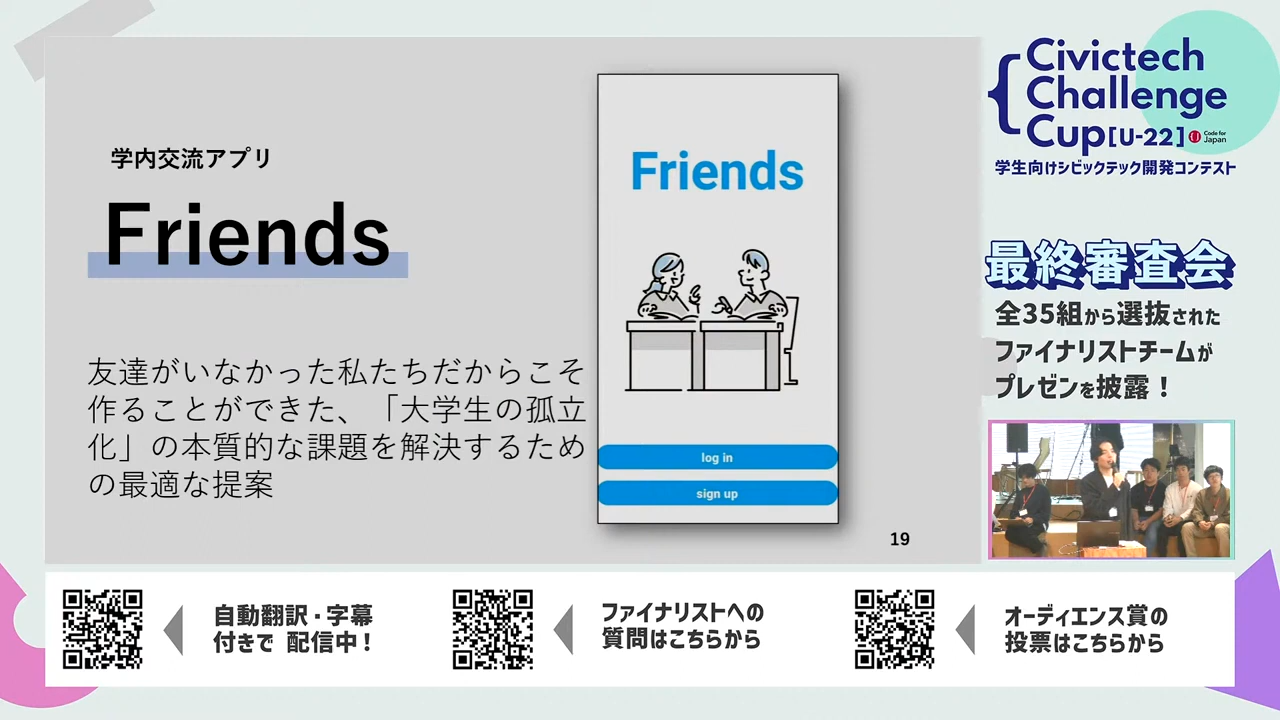 学内交流アプリ
Friends
友達がいなかった私たちだからこそ
作ることができた、「大学生の孤立
化」の本質的な課題を解決するため
の最適な提案
Friends
log in
sign up
19
Civictech
Challenge
Cup[U-22]
Code for
Japan
学生向けシビックテック開発コンテスト
最終審査会
全35組から選抜された
ファイナリストチームが
プレゼンを披露！
自動翻訳・字幕
付きで 配信中！
ファイナリストへの
質問はこちらから
オーディエンス賞の
投票はこちらから